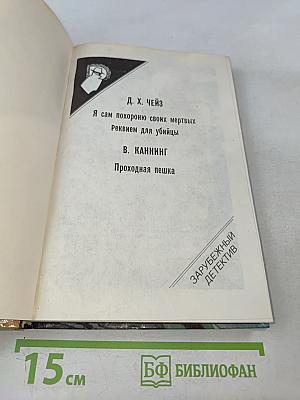 Д. Х. ЧЕЙЗ
Я сам похороню своих мертвых
Реквием для убийцы
В. КАННИНГ
Проходная пешка
ЗАРУБЕЖНЫЙ
ДЕТЕКТИВ
15 см
БФ БИБЛИОФАН